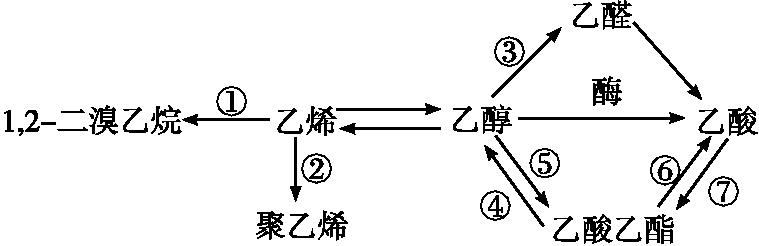 乙醛
③
酶
1,2-二溴乙烷 ① 乙烯 乙醇 乙酸
② ⑤ ⑥
④ ⑦
聚乙烯 乙酸乙酯